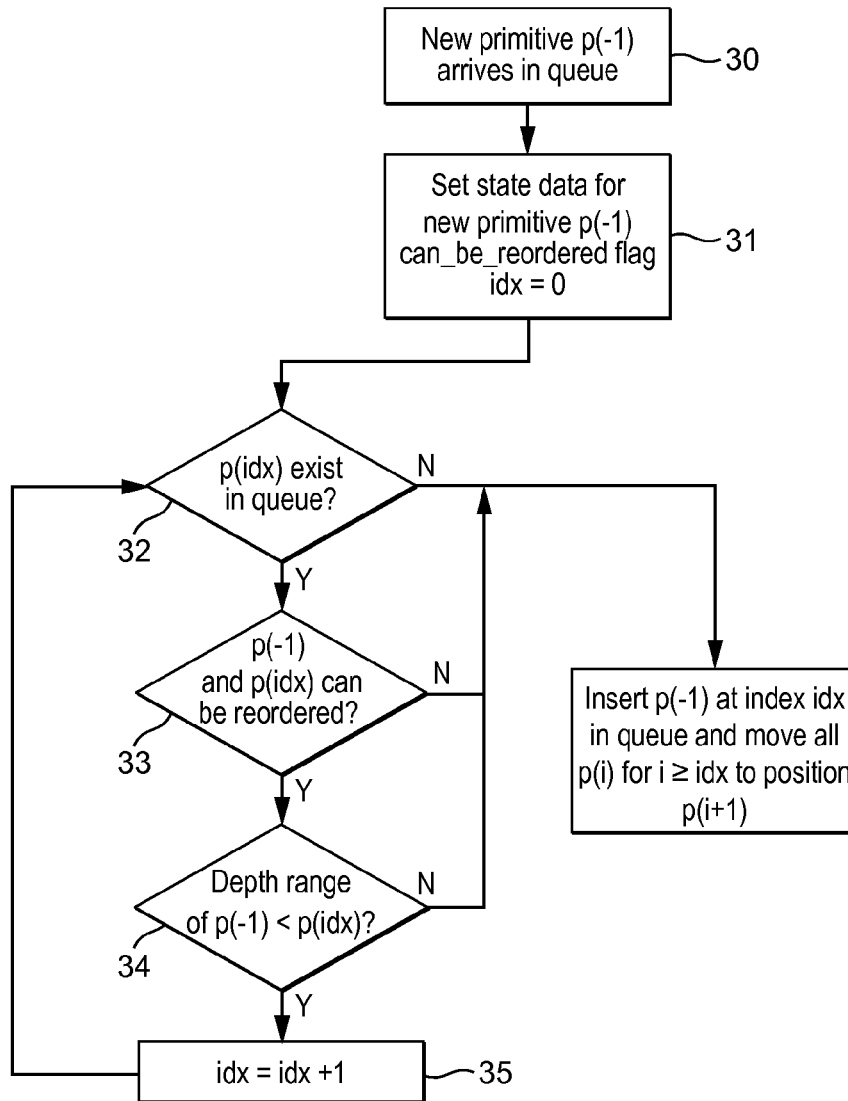 New primitive p(-1)
arrives in queue
30
Set state data for
new primitive p(-1)
can_be_reordered flag
idx = 0
31
p(idx) exist
in queue?
N
32
Y
p(-1)
and p(idx) can
be reordered?
N
33
Y
Insert p(-1) at index idx
in queue and move all
p(i) for i ≥ idx to position
p(i+1)
Depth range
of p(-1) < p(idx)?
N
34
Y
idx = idx +1
35